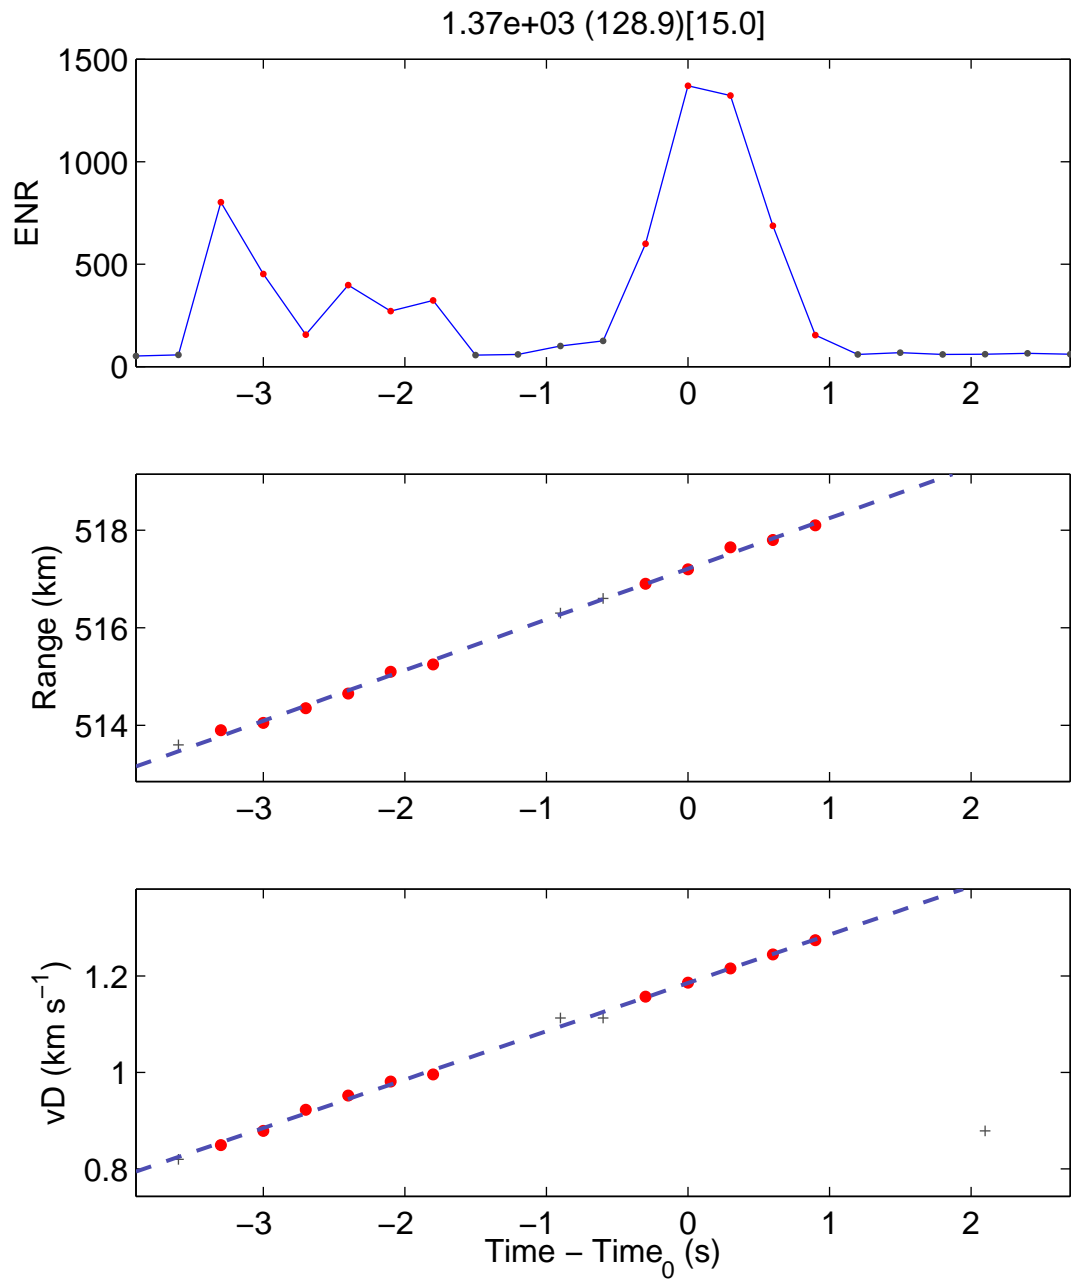 1.37e+03 (128.9)[15.0]
1500
1000
500
0
ENR
−3 −2 −1 0 1 2
518
516
514
Range (km)
−3 −2 −1 0 1 2
1.2
1
0.8
vD (km s⁻¹)
−3 −2 −1 0 1 2
Time − Time₀ (s)